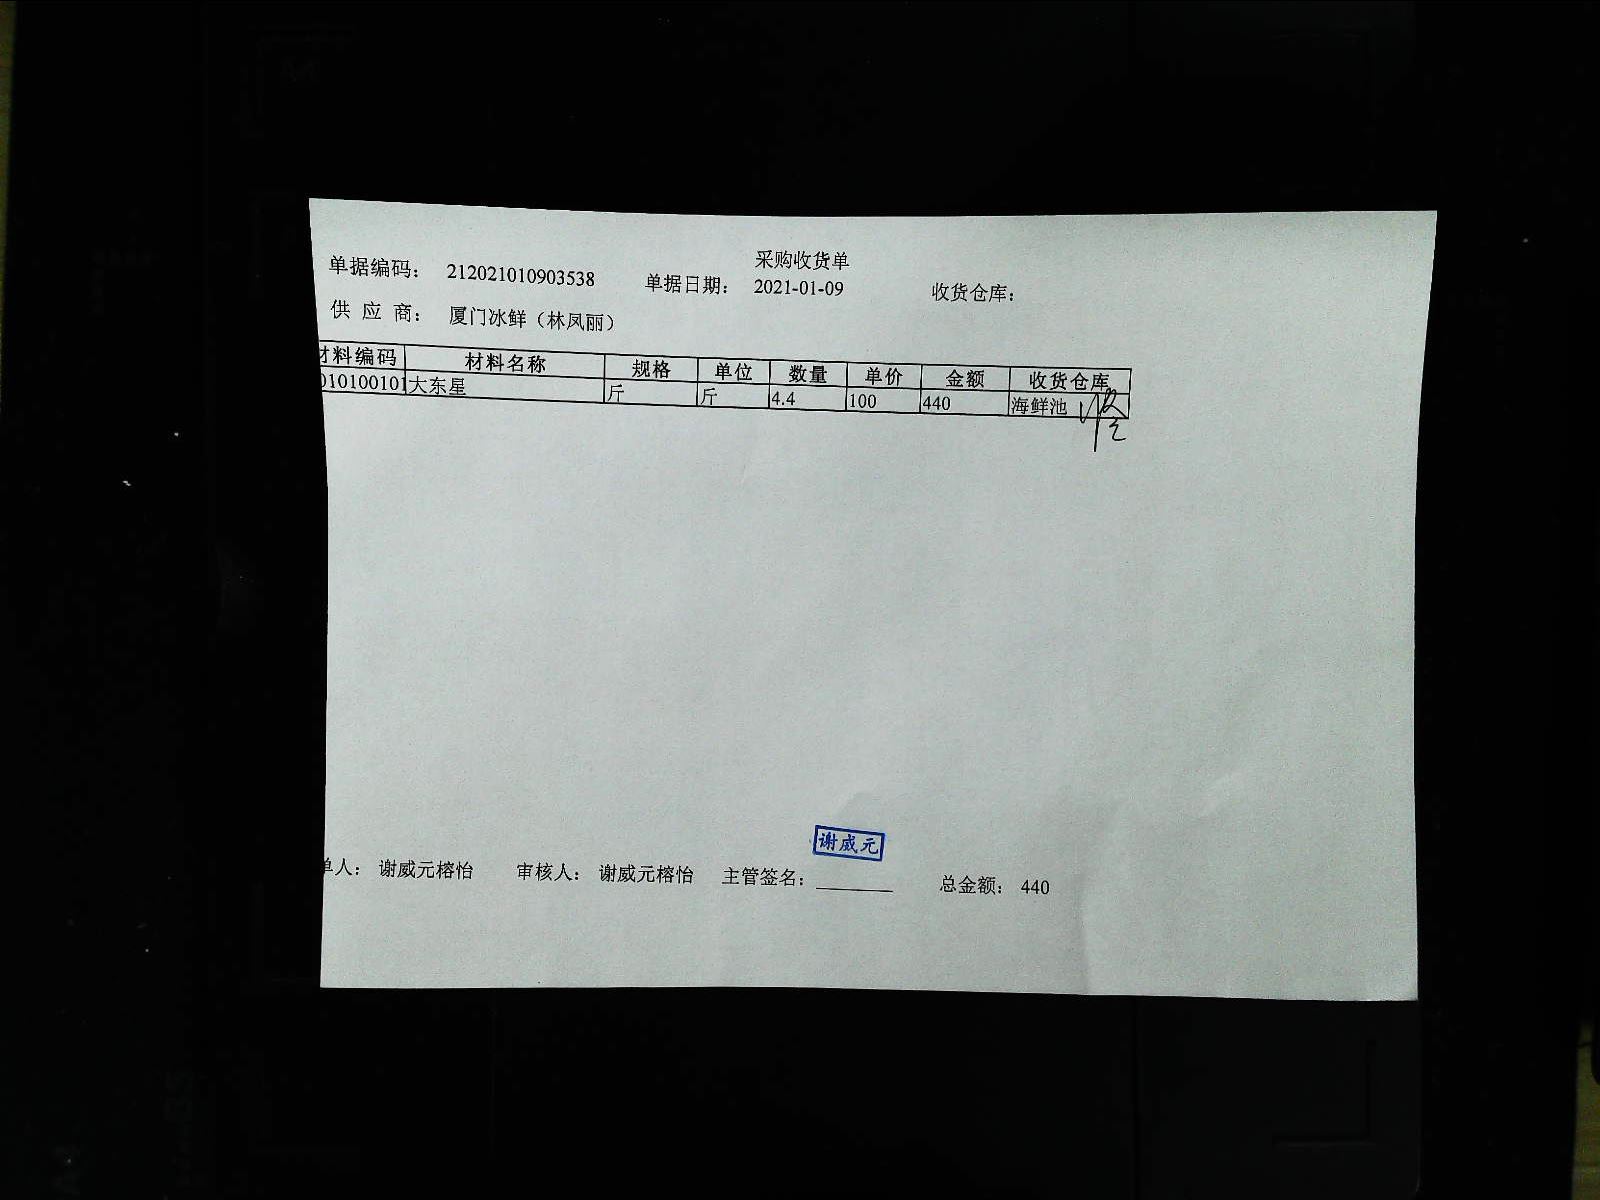 采购收货单
单据编码： 212021010903538 单据日期： 2021-01-09 收货仓库：
供 应 商： 厦门冰鲜（林凤丽）
材料编码 材料名称 规格 单位 数量 单价 金额 收货仓库
010100101 大东星 斤 斤 4.4 100 440 海鲜池
谢威元
单人： 谢威元榕怡 审核人： 谢威元榕怡 主管签名： 总金额： 440